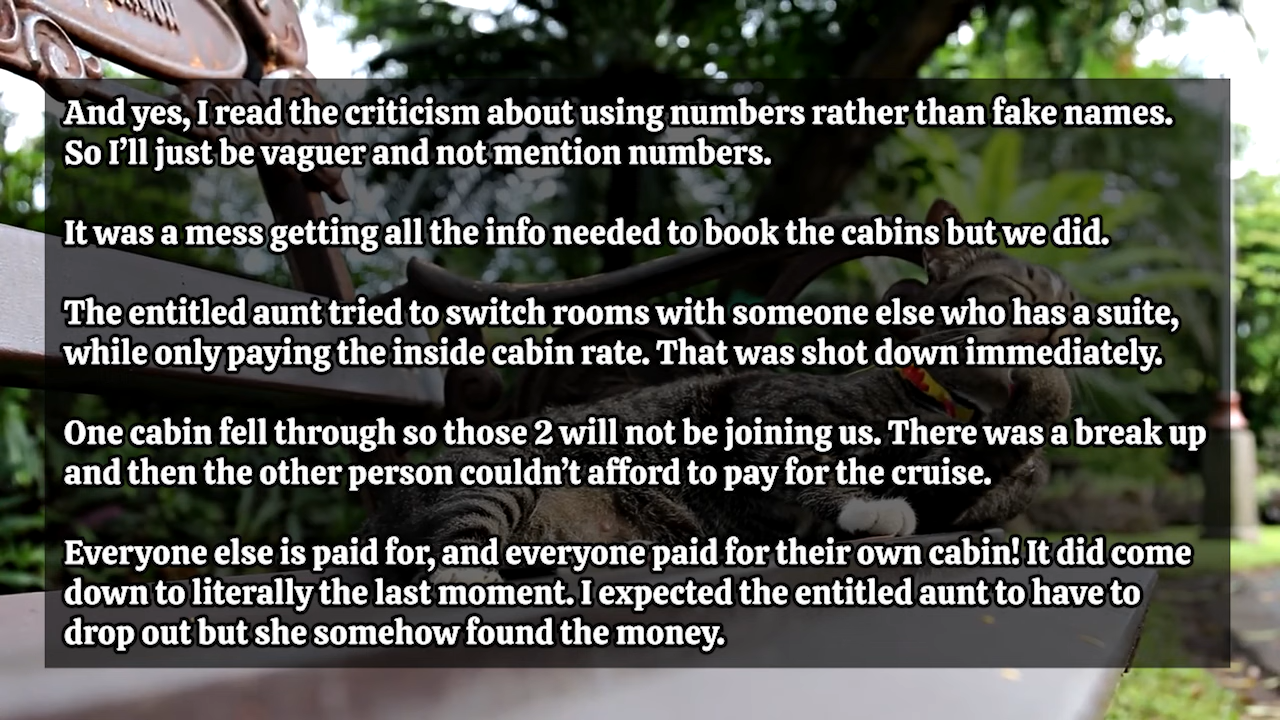 And yes, I read the criticism about using numbers rather than fake names.
So I'll just be vaguer and not mention numbers.
It was a mess getting all the info needed to book the cabins but we did.
The entitled aunt tried to switch rooms with someone else who has a suite,
while only paying the inside cabin rate. That was shot down immediately.
One cabin fell through so those 2 will not be joining us. There was a break up
and then the other person couldn't afford to pay for the cruise.
Everyone else is paid for, and everyone paid for their own cabin! It did come
down to literally the last moment. I expected the entitled aunt to have to
drop out but she somehow found the money.